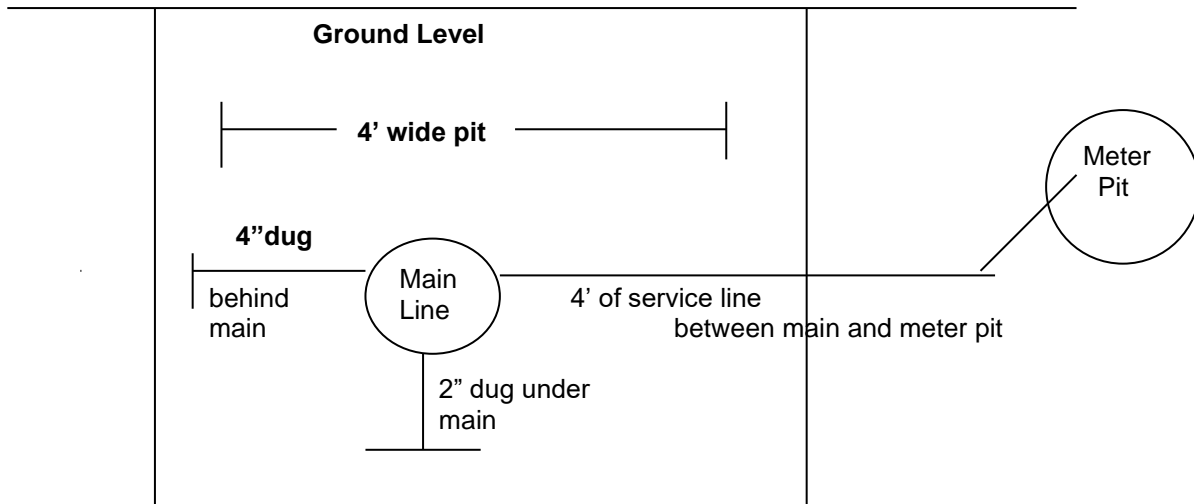 Ground Level
4’ wide pit
Meter
Pit
4”dug
behind
main
Main
Line
4’ of service line
between main and meter pit
2” dug under
main